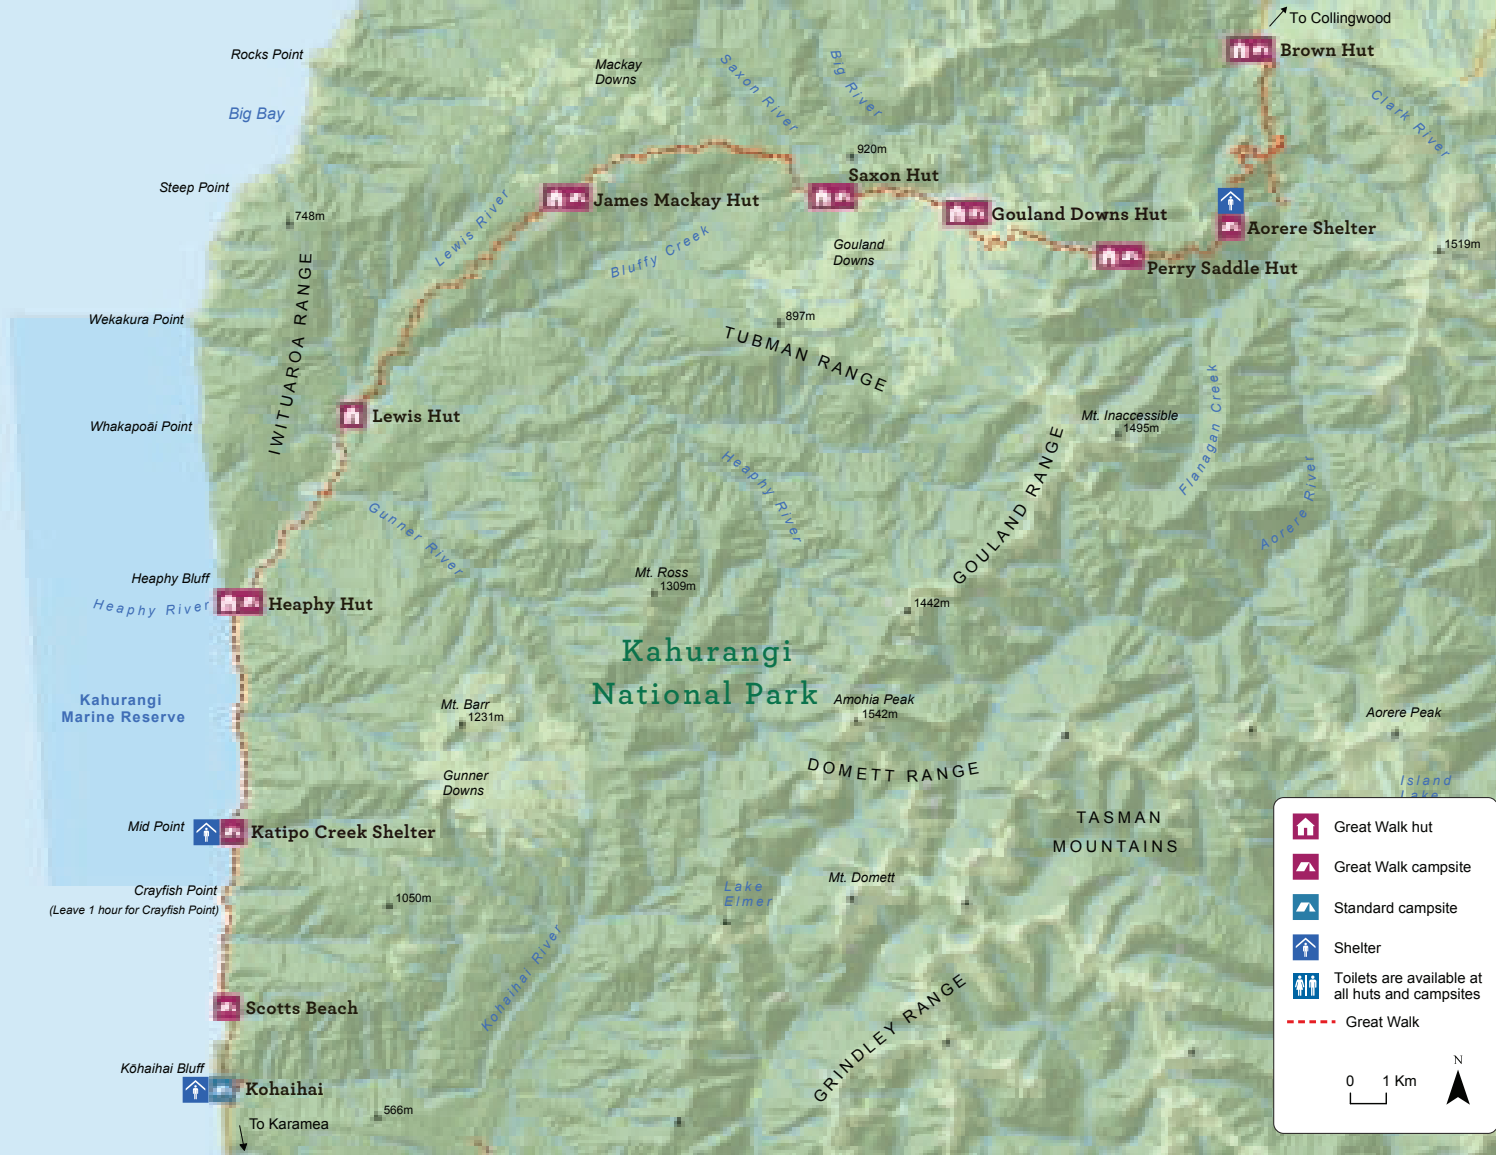 To Collingwood
Brown Hut
Rocks Point
Mackay
Downs
Saxon River
Big River
Clark River
Big Bay
920m
Saxon Hut
Steep Point
748m
Lewis River
James Mackay Hut
Gouland Downs Hut
Aorere Shelter
Bluffy Creek
Gouland
Downs
1519m
Perry Saddle Hut
IWITUAROA RANGE
Wekakura Point
897m
TUBMAN RANGE
Flanagan Creek
Lewis Hut
Mt. Inaccessible
1495m
Whakapoāi Point
Heaphy River
GOULAND RANGE
Aorere River
Gunner River
Heaphy Bluff
Mt. Ross
1309m
Heaphy River
Heaphy Hut
1442m
Kahurangi
National Park
Kahurangi
Marine Reserve
Mt. Barr
1231m
Amohia Peak
1542m
Aorere Peak
DOMETT RANGE
Gunner
Downs
Island
Lake
Mid Point
Katipo Creek Shelter
TASMAN
MOUNTAINS
Crayfish Point
(Leave 1 hour for Crayfish Point)
1050m
Lake
Elmer
Mt. Domett
Kohaihai River
GRINDLEY RANGE
Scotts Beach
Kōhaihai Bluff
Kohaihai
566m
To Karamea
Great Walk hut
Great Walk campsite
Standard campsite
Shelter
Toilets are available at
all huts and campsites
Great Walk
0 1 Km
N